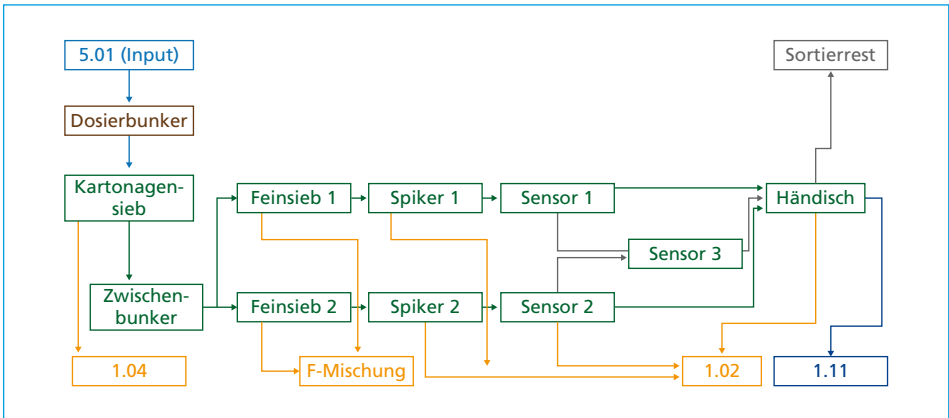 5.01 (Input)
Sortierrest
Dosierbunker
Kartonagen-
sieb
Feinsieb 1
Spiker 1
Sensor 1
Händisch
Sensor 3
Zwischen-
bunker
Feinsieb 2
Spiker 2
Sensor 2
1.04
F-Mischung
1.02
1.11